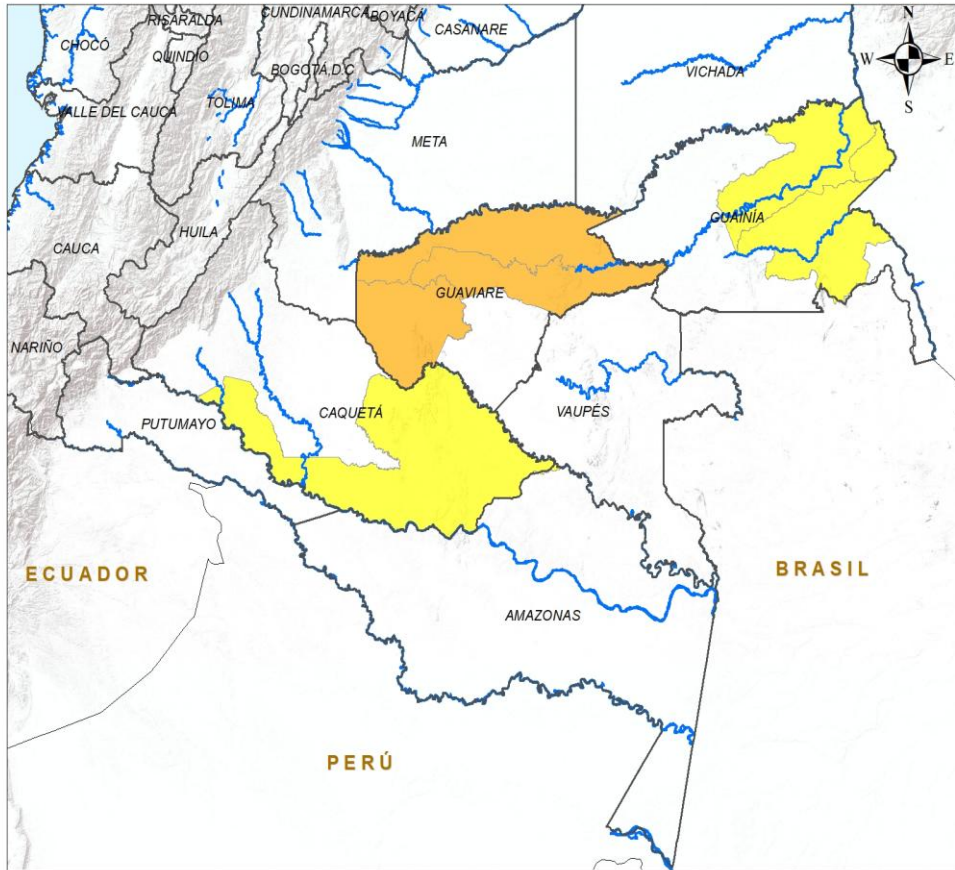 CUNDINAMARCA
BOYACÁ
RISARALDA
CASANARE
N
CHOCÓ
QUINDIO
BOGOTÁ,D.C
W
E
VICHADA
S
TOLIMA
VALLE DEL CAUCA
META
GUAINÍA
HUILA
CAUCA
GUAVIARE
NARIÑO
CAQUETÁ
VAUPÉS
PUTUMAYO
ECUADOR
BRASIL
AMAZONAS
PERÚ